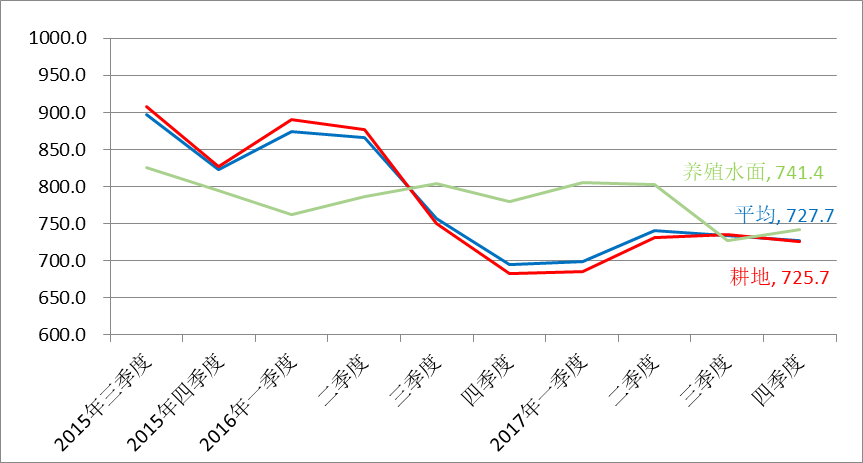 1000.0
950.0
900.0
850.0
800.0
750.0
700.0
650.0
600.0
养殖水面, 741.4
平均, 727.7
耕地, 725.7
2015年三季度
2015年四季度
2016年一季度
二季度
三季度
四季度
2017年一季度
二季度
三季度
四季度